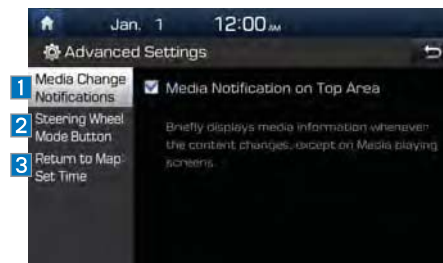 Jan. 1 12:00 AM
Advanced Settings
1 Media Change
Notifications
Media Notification on Top Area
2 Steering Wheel
Mode Button
Briefly displays media information whenever
the content changes, except on Media playing
screens.
3 Return to Map:
Set Time